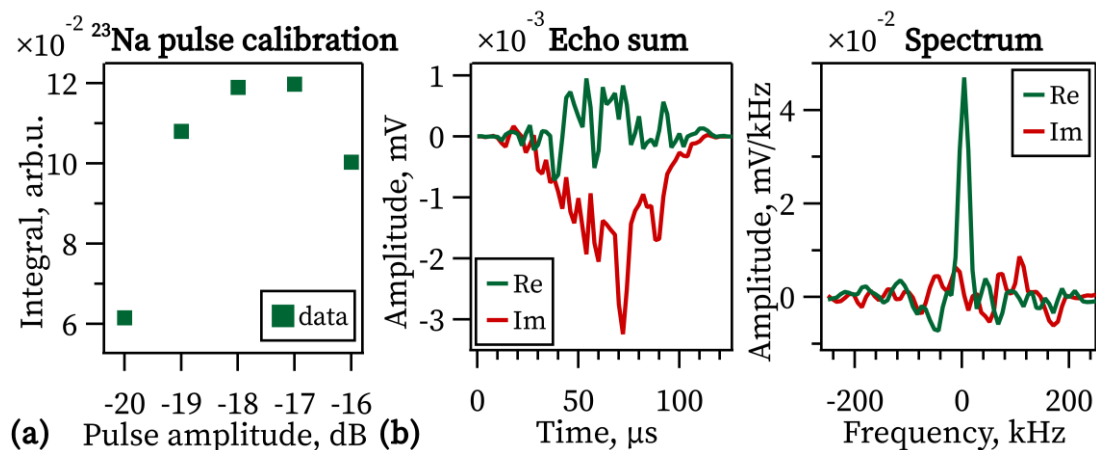 ×10⁻² ²³Na pulse calibration
12
10
8
6
Integral, arb.u.
data
-20 -19 -18 -17 -16
Pulse amplitude, dB
(a)
×10⁻³ Echo sum
0
-1
-2
-3
Amplitude, mV
Re
Im
0 50 100
Time, μs
(b)
×10⁻² Spectrum
4
2
0
Amplitude, mV/kHz
Re
Im
-200 0 200
Frequency, kHz